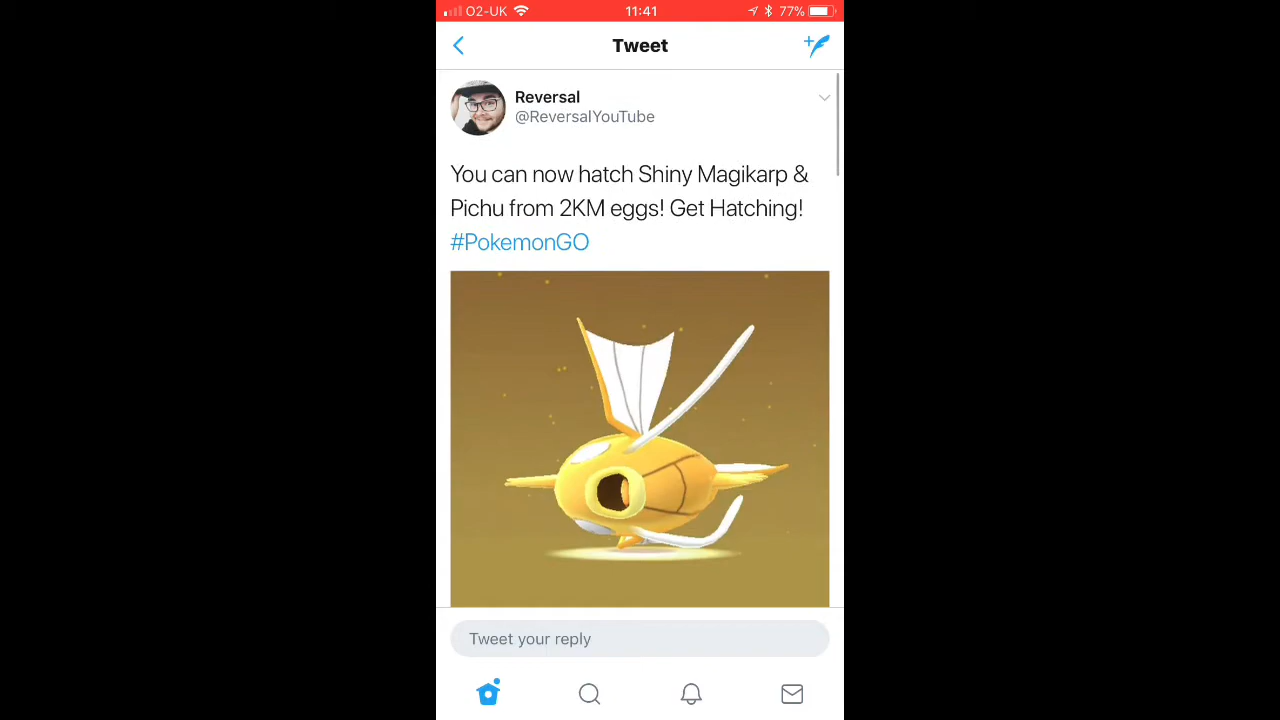 O2-UK 11:41 77%
Tweet
Reversal
@ReversalYouTube
You can now hatch Shiny Magikarp &
Pichu from 2KM eggs! Get Hatching!
#PokemonGO
Tweet your reply